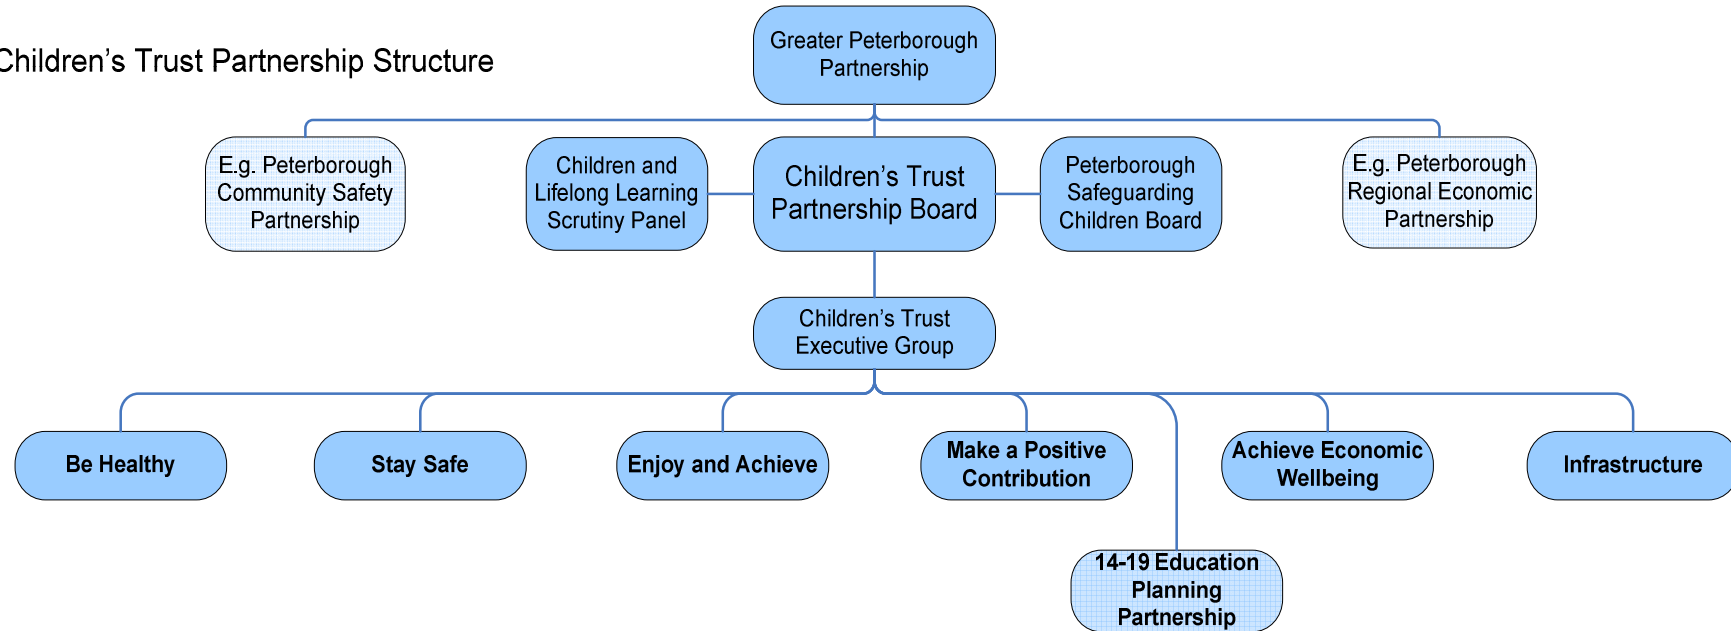 Children's Trust Partnership Structure
Greater Peterborough
Partnership
E.g. Peterborough
Community Safety
Partnership
Children and
Lifelong Learning
Scrutiny Panel
Children's Trust
Partnership Board
Peterborough
Safeguarding
Children Board
E.g. Peterborough
Regional Economic
Partnership
Children's Trust
Executive Group
Be Healthy
Stay Safe
Enjoy and Achieve
Make a Positive
Contribution
Achieve Economic
Wellbeing
Infrastructure
14-19 Education
Planning
Partnership